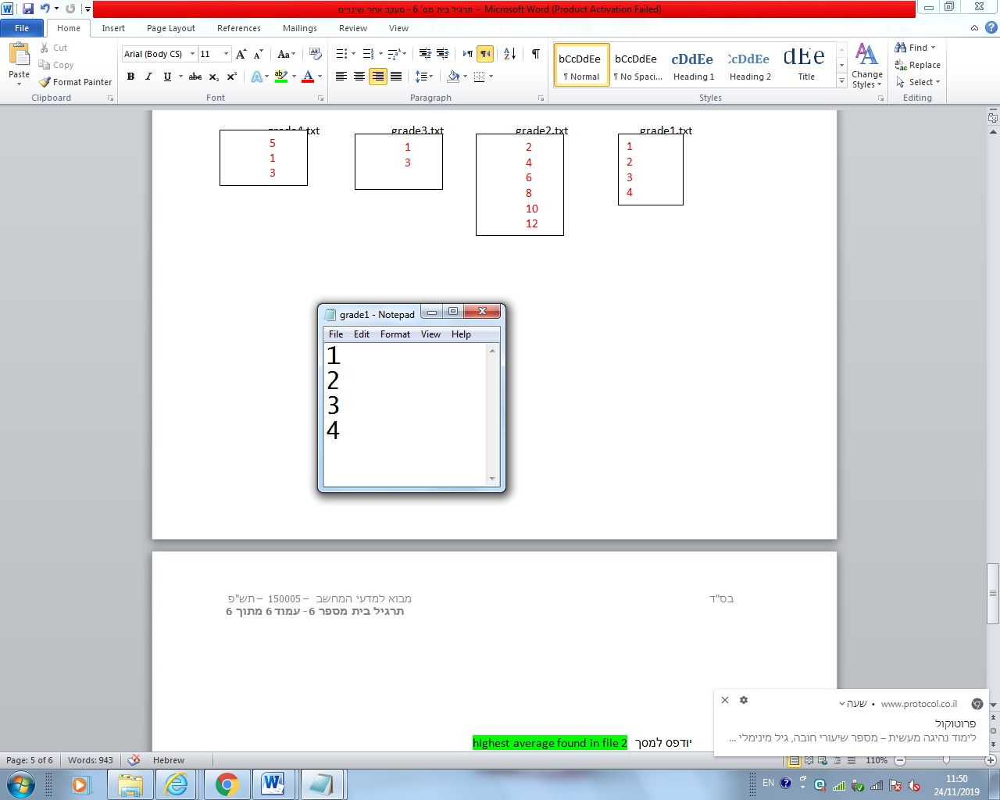 תרגיל בית מס' 6 - מעקב אחר שינויים - Microsoft Word (Product Activation Failed)
File Home Insert Page Layout References Mailings Review View
Paste
Cut
Copy
Format Painter
Clipboard
Arial (Body CS) 11
Font
Paragraph
bCcDdEe bCcDdEe cDdEe CcDdEe dEe
¶ Normal ¶ No Spaci... Heading 1 Heading 2 Title
Change Styles
Styles
Find
Replace
Select
Editing
grade4.txt grade3.txt grade2.txt grade1.txt
5
1
3
1
3
2
4
6
8
10
12
1
2
3
4
grade1 - Notepad
File Edit Format View Help
1
2
3
4
בס"ד
מבוא למדעי המחשב – 150005 – תש"פ
תרגיל בית מספר 6- עמוד 6 מתוך 6
יודפס למסך highest average found in file 2
www.protocol.co.il • שעה
פרוטוקול
לימוד נהיגה מעשית – מספר שיעורי חובה, גיל מינימלי ...
Page: 5 of 6 Words: 943 Hebrew 110%
EN 11:50
24/11/2019